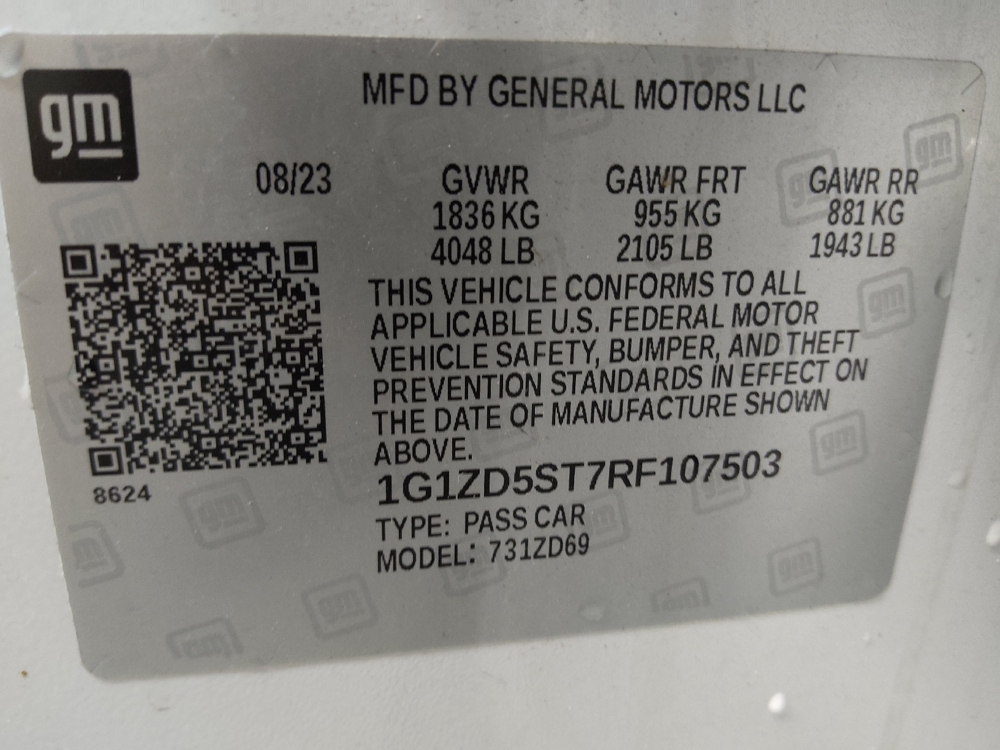 gm
MFD BY GENERAL MOTORS LLC
08/23 GVWR GAWR FRT GAWR RR
1836 KG 955 KG 881 KG
4048 LB 2105 LB 1943 LB
THIS VEHICLE CONFORMS TO ALL
APPLICABLE U.S. FEDERAL MOTOR
VEHICLE SAFETY, BUMPER, AND THEFT
PREVENTION STANDARDS IN EFFECT ON
THE DATE OF MANUFACTURE SHOWN
ABOVE.
8624
1G1ZD5ST7RF107503
TYPE: PASS CAR
MODEL: 731ZD69